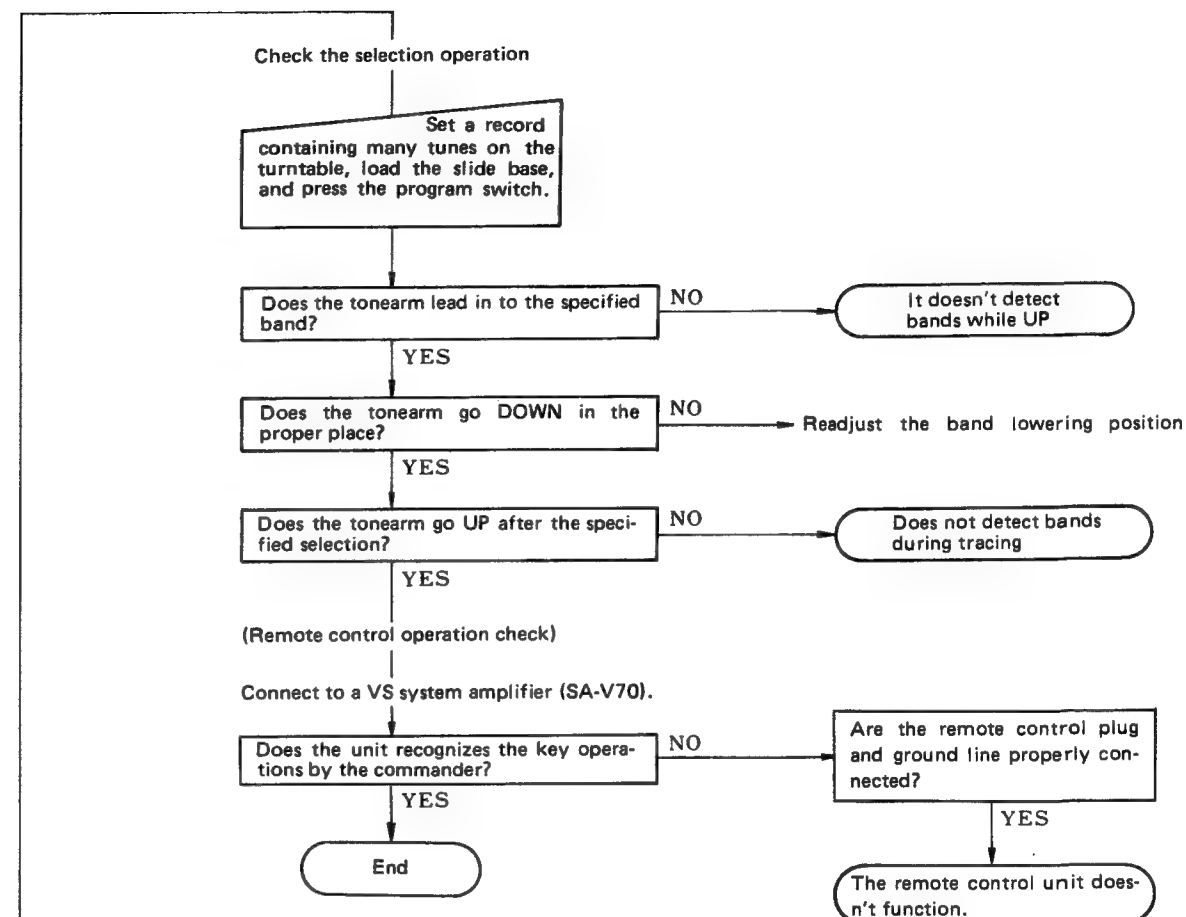 Check the selection operation
Set a record
containing many tunes on the
turntable, load the slide base,
and press the program switch.
Does the tonearm lead in to the specified
band?
NO
It doesn't detect
bands while UP
YES
Does the tonearm go DOWN in the
proper place?
NO
Readjust the band lowering position
YES
Does the tonearm go UP after the speci-
fied selection?
NO
Does not detect bands
during tracing
YES
(Remote control operation check)
Connect to a VS system amplifier (SA-V70).
Does the unit recognizes the key opera-
tions by the commander?
NO
Are the remote control plug
and ground line properly con-
nected?
YES
YES
End
The remote control unit does-
n't function.